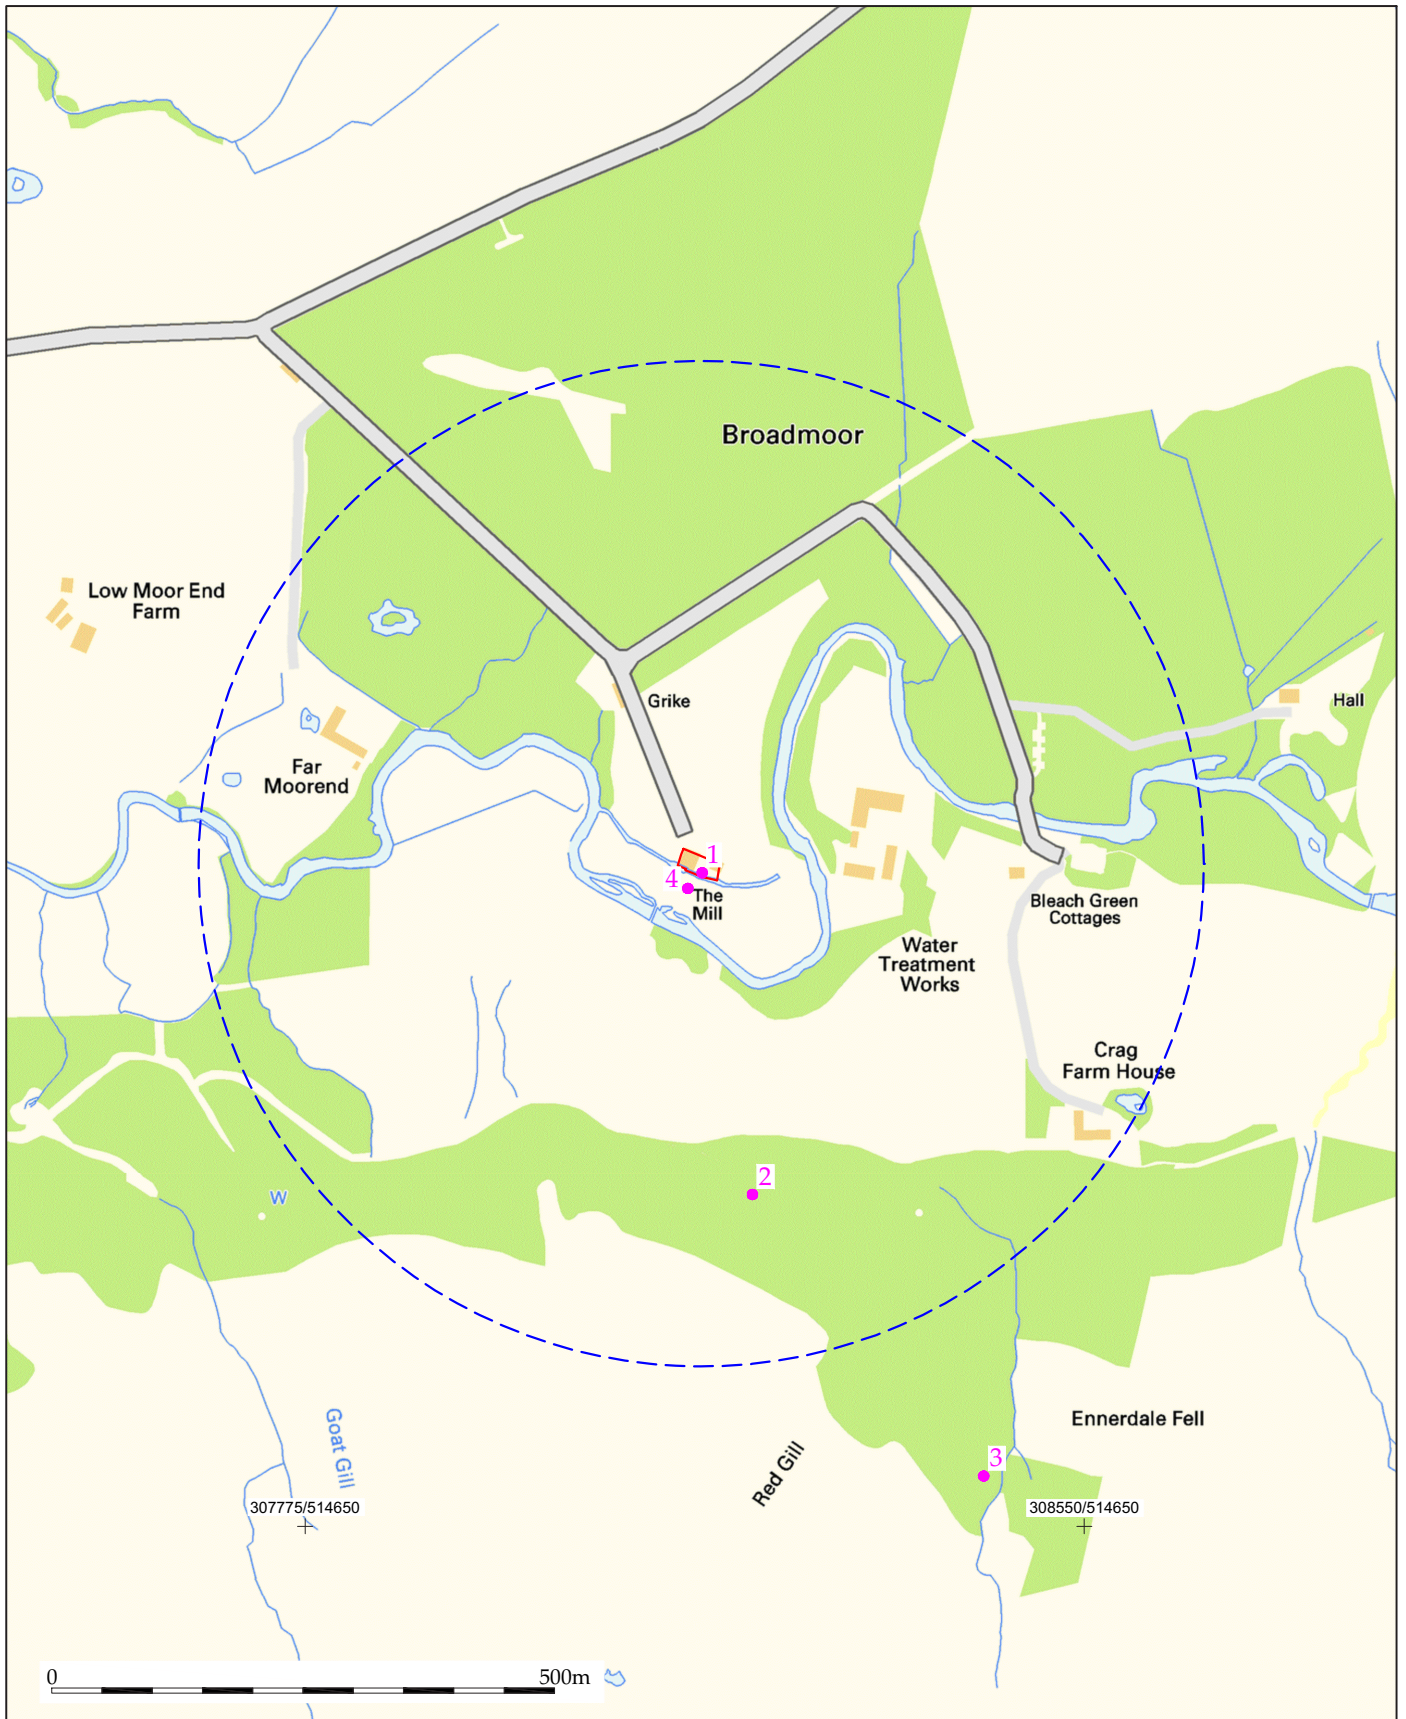 Broadmoor
Low Moor End
Farm
Grike
Hall
Far
Moorend
1
4
The
Mill
Bleach Green
Cottages
Water
Treatment
Works
Crag
Farm House
2
W
Goat Gill
Ennerdale Fell
Red Gill
3
307775/514650
308550/514650
0
500m